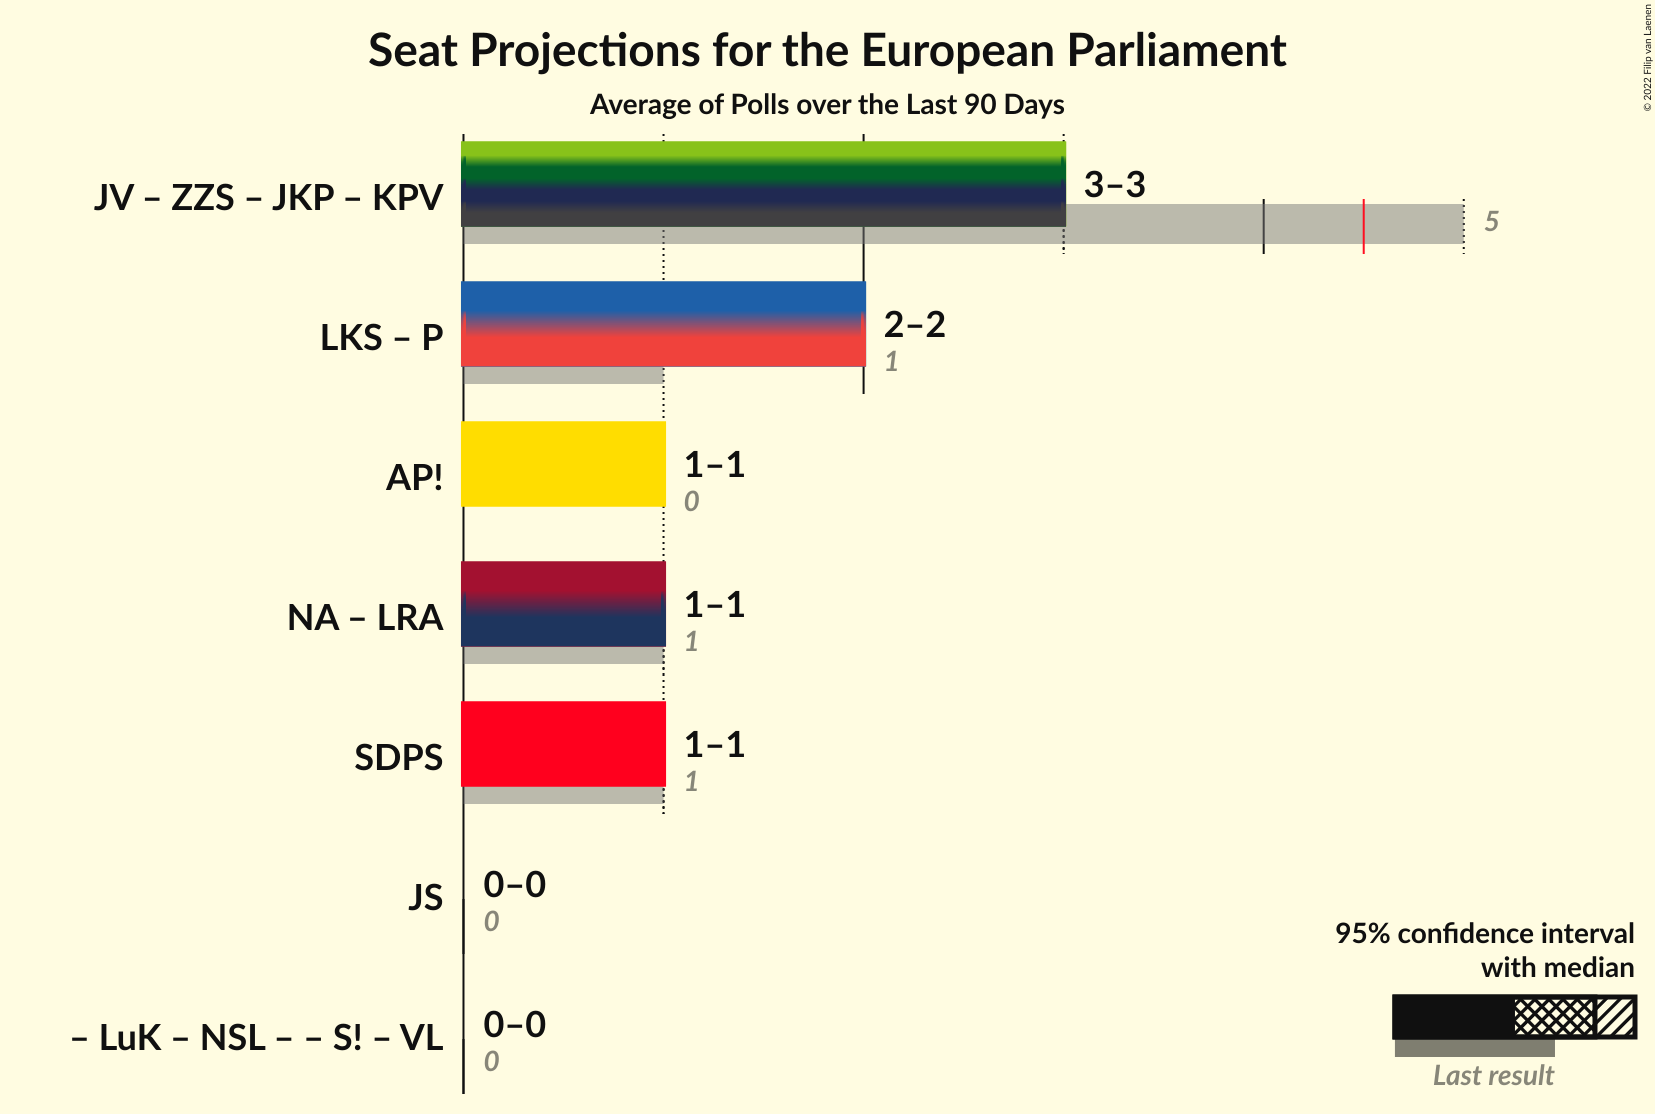 Seat Projections for the European Parliament
Average of Polls over the Last 90 Days
© 2022 Filip van Laenen
JV – ZZS – JKP – KPV
3–3
5
LKS – P
2–2
1
AP!
1–1
0
NA – LRA
1–1
1
SDPS
1–1
1
JS
0–0
0
– LuK – NSL – – S! – VL
0–0
0
95% confidence interval
with median
Last result